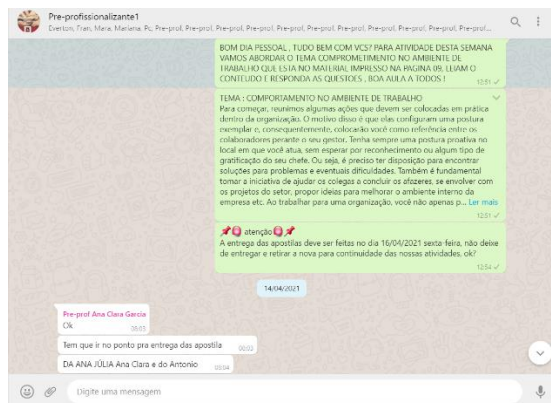 Pre-profissionalizante1
Everton, Fran, Mara, Mariana, Pc, Pre-prof, Pre-prof, Pre-prof, Pre-prof, Pre-prof, Pre-prof, Pre-prof, Pre-prof, Pre-prof, Pre-prof, Pre-prof...
BOM DIA PESSOAL , TUDO BEM COM VCS? PARA ATIVIDADE DESTA SEMANA
VAMOS ABORDAR O TEMA COMPROMETIMENTO NO AMBIENTE DE
TRABALHO QUE ESTA NO MATERIAL IMPRESSO NA PAGINA 09, LEIAM O
CONTEUDO E RESPONDA AS QUESTOES , BOA AULA A TODOS !
12:51
TEMA : COMPORTAMENTO NO AMBIENTE DE TRABALHO
Para começar, reunimos algumas ações que devem ser colocadas em prática
dentro da organização. O motivo disso é que elas configuram uma postura
exemplar e, consequentemente, colocarão você como referência entre os
colaboradores perante o seu gestor. Tenha sempre uma postura proativa no
local em que você atua, sem esperar por reconhecimento ou algum tipo de
gratificação do seu chefe. Ou seja, é preciso ter disposição para encontrar
soluções para problemas e eventuais dificuldades. Também é fundamental
tomar a iniciativa de ajudar os colegas a concluir os afazeres, se envolver com
os projetos do setor, propor ideias para melhorar o ambiente interno da
empresa etc. Ao trabalhar para uma organização, você não apenas p... Ler mais
12:51
atenção
A entrega das apostilas deve ser feitas no dia 16/04/2021 sexta-feira, não deixe
de entregar e retirar a nova para continuidade das nossas atividades, ok?
12:54
14/04/2021
Pre-prof Ana Clara Garcia
Ok
08:03
Tem que ir no ponto pra entrega das apostila
08:03
DA ANA JÚLIA Ana Clara e do Antonio
08:04
Digite uma mensagem